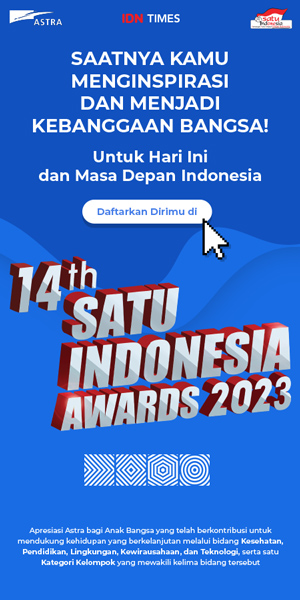 ASTRA
IDN TIMES
satu
Indonesia
SAATNYA KAMU
MENGINSPIRASI
DAN MENJADI
KEBANGGAAN BANGSA!
Untuk Hari Ini
dan Masa Depan Indonesia
Daftarkan Dirimu di
14th
SATU
INDONESIA
AWARDS 2023
Apresiasi Astra bagi Anak Bangsa yang telah berkontribusi untuk
mendukung kehidupan yang berkelanjutan melalui bidang Kesehatan,
Pendidikan, Lingkungan, Kewirausahaan, dan Teknologi, serta satu
Kategori Kelompok yang mewakili kelima bidang tersebut